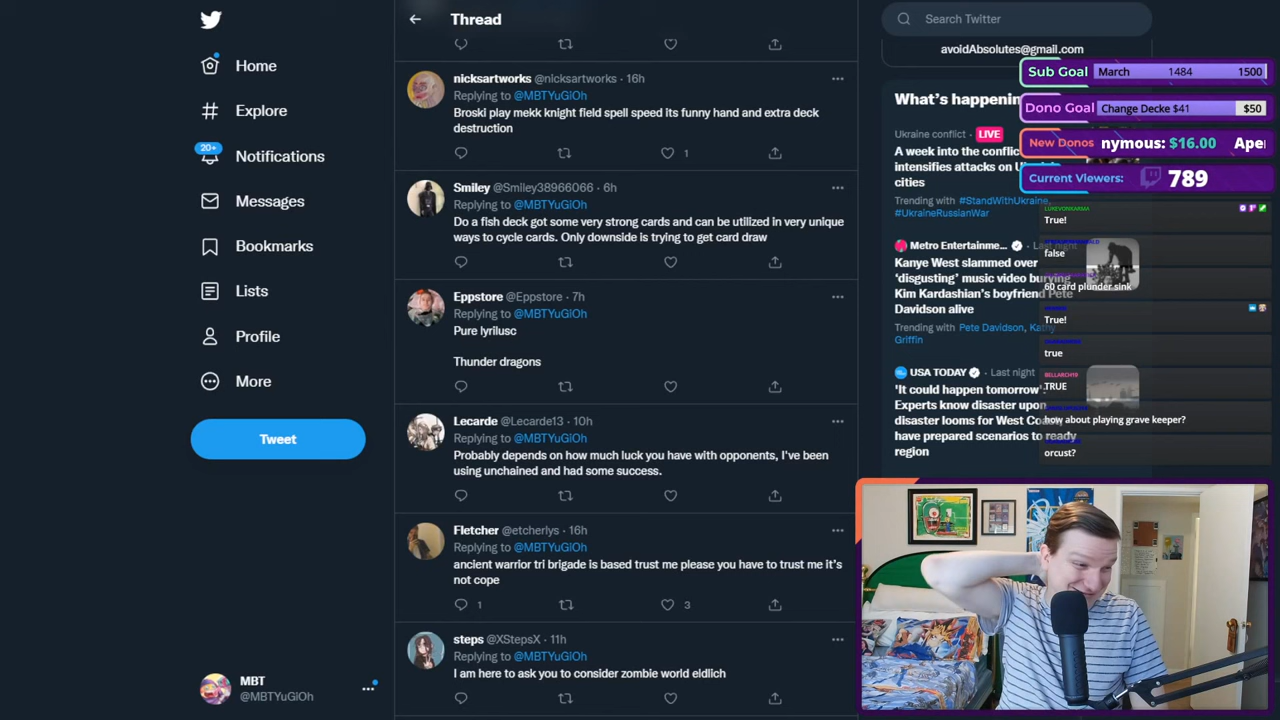 Home
Explore
20+
Notifications
Messages
Bookmarks
Lists
Profile
More
Tweet
MBT
@MBTYuGiOh
Thread
nicksartworks @nicksartworks · 16h
Replying to @MBTYuGiOh
Broski play mekk knight field spell speed its funny hand and extra deck
destruction
1
Smiley @Smiley38966066 · 6h
Replying to @MBTYuGiOh
Do a fish deck got some very strong cards and can be utilized in very unique
ways to cycle cards. Only downside is trying to get card draw
Eppstore @Eppstore · 7h
Replying to @MBTYuGiOh
Pure lyrilusc
Thunder dragons
Lecarde @Lecarde13 · 10h
Replying to @MBTYuGiOh
Probably depends on how much luck you have with opponents, I've been
using unchained and had some success.
Fletcher @etcherlys · 16h
Replying to @MBTYuGiOh
ancient warrior tri brigade is based trust me please you have to trust me it's
not cope
1 3
steps @XStepsX · 11h
Replying to @MBTYuGiOh
I am here to ask you to consider zombie world eldlich
Search Twitter
avoidAbsolutes@gmail.com
What's happenin
Ukraine conflict · LIVE
A week into the conflic
intensifies attacks on U
cities
Trending with #StandWithUkraine,
#UkraineRussianWar
Metro Entertainme... · Last night
Kanye West slammed over
'disgusting' music video burying
Kim Kardashian's boyfriend Pete
Davidson alive
Trending with Pete Davidson, Kathy
Griffin
USA TODAY · Last night
'It could happen tomorrow'.
Experts know disaster upon
disaster looms for West Co
have prepared scenarios to ready
region
Sub Goal March 1484 1500
Dono Goal Change Decke $41 $50
New Donos nymous: $16.00 Ape
Current Viewers: 789
LUKEVONKARMA
True!
false
60 card plunder sink
True!
true
BELLARCH18
TRUE
how about playing grave keeper?
orcust?